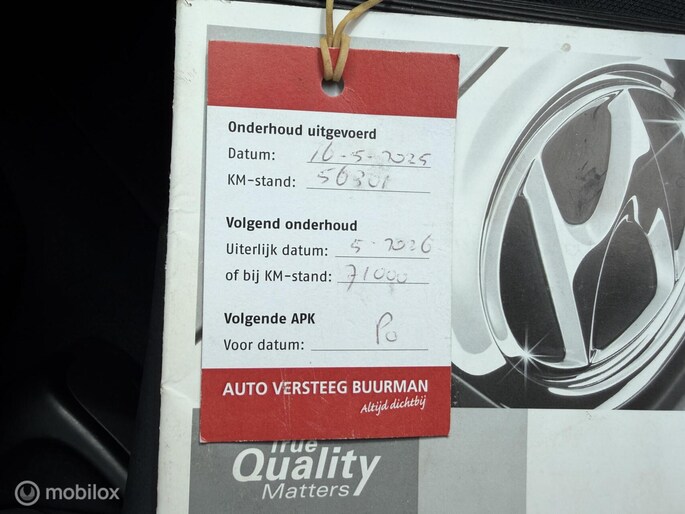 Onderhoud uitgevoerd
Datum: 16-5-2025
KM-stand: 56301
Volgend onderhoud
Uiterlijk datum: 5-2026
of bij KM-stand: 71000
Volgende APK
Voor datum: Po
AUTO VERSTEEG BUURMAN
Altijd dichtbij
True
Quality
Matters
mobilox